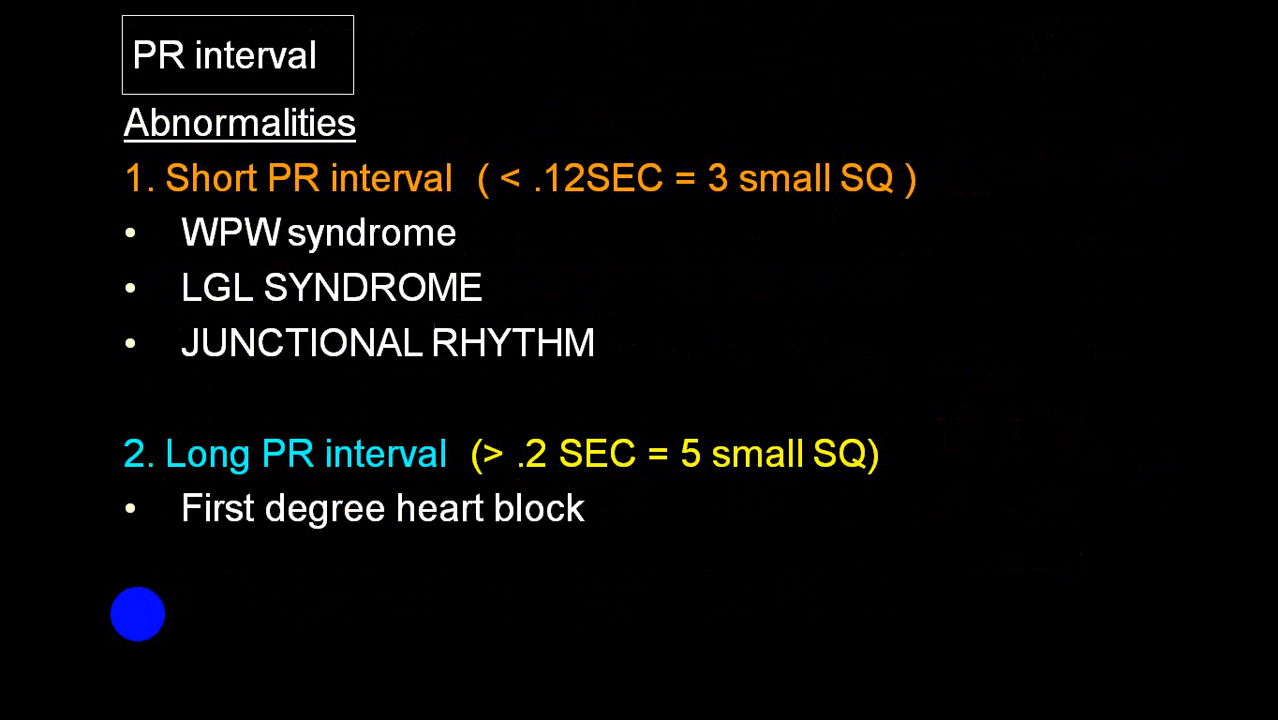 PR interval
Abnormalities
1. Short PR interval ( < .12SEC = 3 small SQ )
• WPW syndrome
• LGL SYNDROME
• JUNCTIONAL RHYTHM
2. Long PR interval (> .2 SEC = 5 small SQ)
• First degree heart block